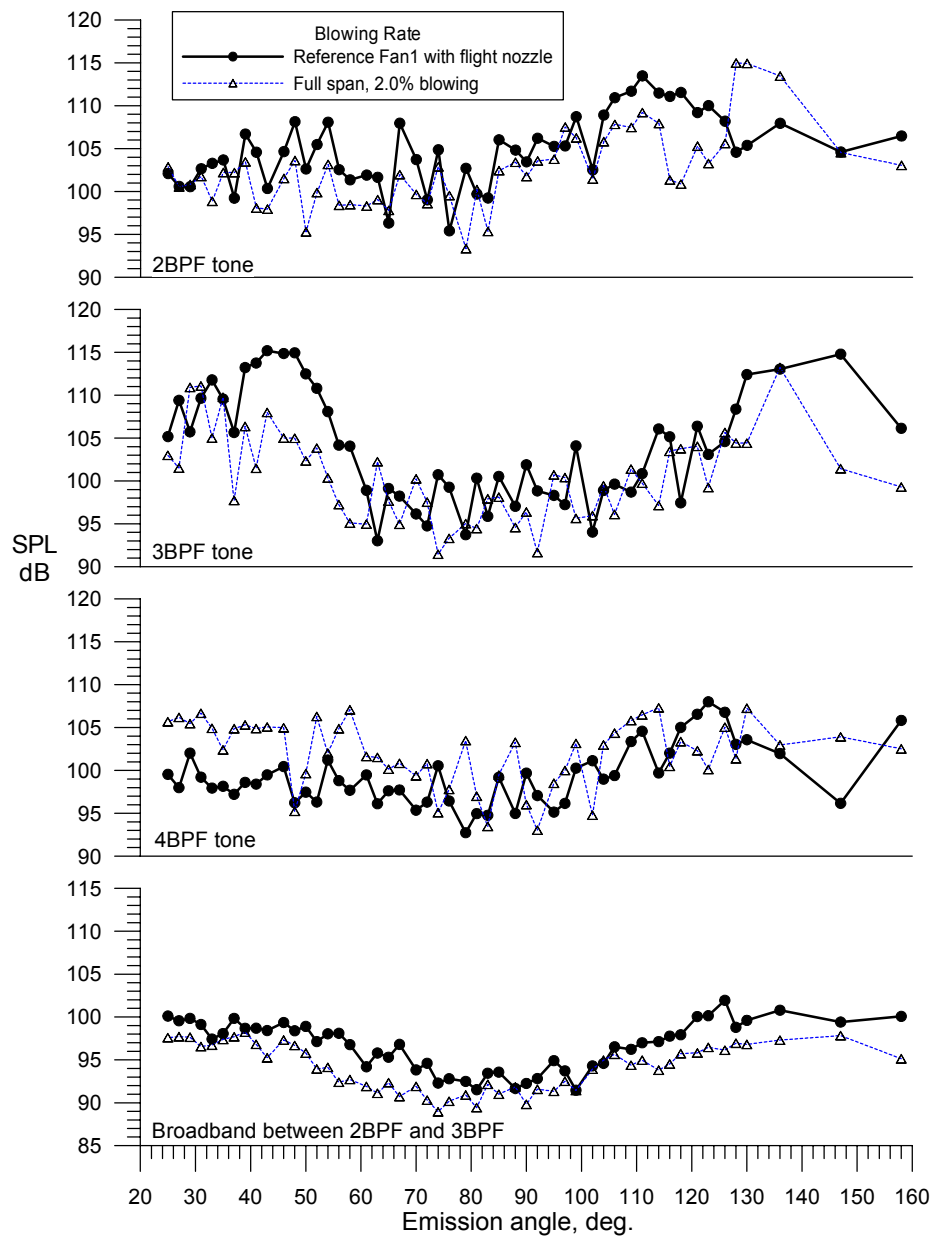 Blowing Rate
Reference Fan1 with flight nozzle
Full span, 2.0% blowing
120
115
110
105
100
95
90
2BPF tone
120
115
110
105
100
95
90
3BPF tone
SPL
dB
120
115
110
105
100
95
90
4BPF tone
115
110
105
100
95
90
85
Broadband between 2BPF and 3BPF
20 30 40 50 60 70 80 90 100 110 120 130 140 150 160
Emission angle, deg.